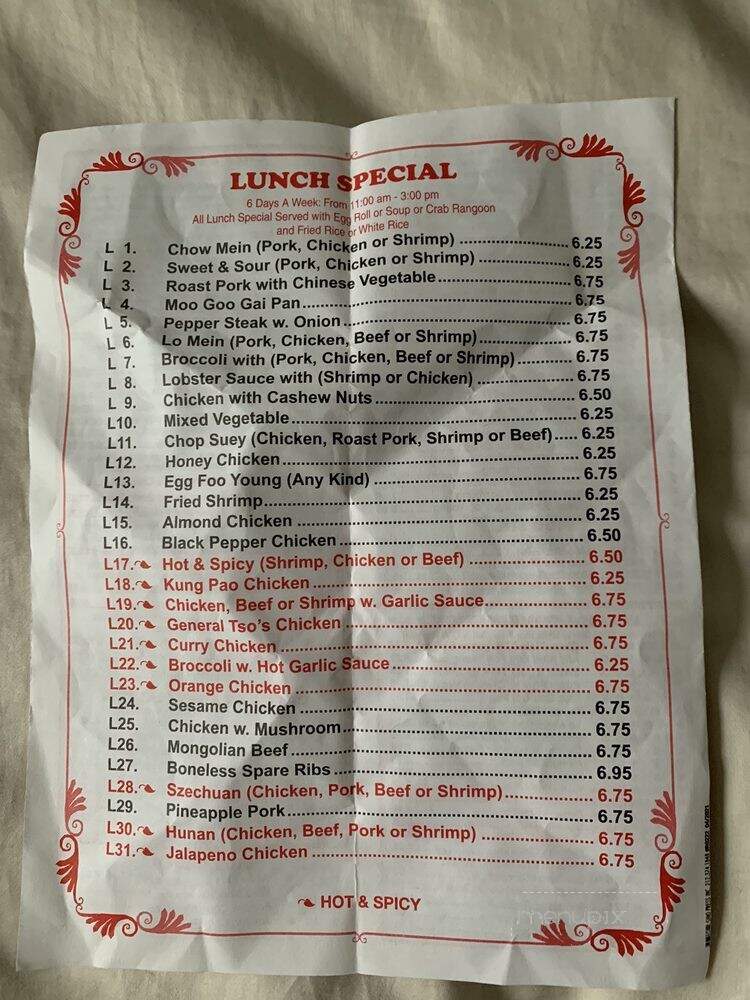 LUNCH SPECIAL
6 Days A Week: From 11:00 am - 3:00 pm
All Lunch Special Served with Egg Roll or Soup or Crab Rangoon
and Fried Rice or White Rice
L 1. Chow Mein (Pork, Chicken or Shrimp) 6.25
L 2. Sweet & Sour (Pork, Chicken or Shrimp) 6.25
L 3. Roast Pork with Chinese Vegetable 6.75
L 4. Moo Goo Gai Pan 6.75
L 5. Pepper Steak w. Onion 6.75
L 6. Lo Mein (Pork, Chicken, Beef or Shrimp) 6.75
L 7. Broccoli with (Pork, Chicken, Beef or Shrimp) 6.75
L 8. Lobster Sauce with (Shrimp or Chicken) 6.75
L 9. Chicken with Cashew Nuts 6.50
L10. Mixed Vegetable 6.25
L11. Chop Suey (Chicken, Roast Pork, Shrimp or Beef) 6.25
L12. Honey Chicken 6.25
L13. Egg Foo Young (Any Kind) 6.75
L14. Fried Shrimp 6.25
L15. Almond Chicken 6.25
L16. Black Pepper Chicken 6.50
L17. Hot & Spicy (Shrimp, Chicken or Beef) 6.50
L18. Kung Pao Chicken 6.25
L19. Chicken, Beef or Shrimp w. Garlic Sauce 6.75
L20. General Tso's Chicken 6.75
L21. Curry Chicken 6.75
L22. Broccoli w. Hot Garlic Sauce 6.25
L23. Orange Chicken 6.75
L24. Sesame Chicken 6.75
L25. Chicken w. Mushroom 6.75
L26. Mongolian Beef 6.75
L27. Boneless Spare Ribs 6.95
L28. Szechuan (Chicken, Pork, Beef or Shrimp) 6.75
L29. Pineapple Pork 6.75
L30. Hunan (Chicken, Beef, Pork or Shrimp) 6.75
L31. Jalapeno Chicken 6.75
HOT & SPICY
menupix